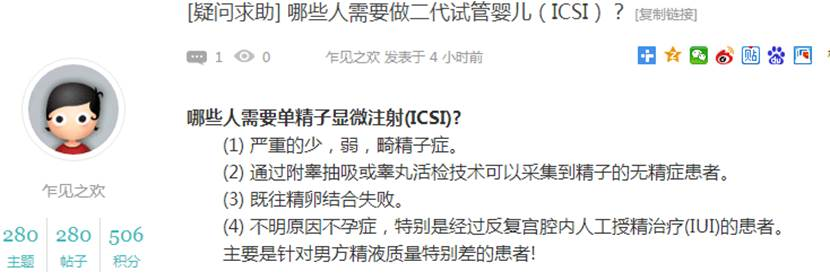 [疑问求助] 哪些人需要做二代试管婴儿（ICSI）？ [复制链接]
1 0 乍见之欢 发表于 4 小时前
贴
哪些人需要单精子显微注射(ICSI)?
(1) 严重的少，弱，畸精子症。
(2) 通过附睾抽吸或睾丸活检技术可以采集到精子的无精症患者。
(3) 既往精卵结合失败。
(4) 不明原因不孕症，特别是经过反复宫腔内人工授精治疗(IUI)的患者。
主要是针对男方精液质量特别差的患者!
乍见之欢
280 280 506
主题 帖子 积分